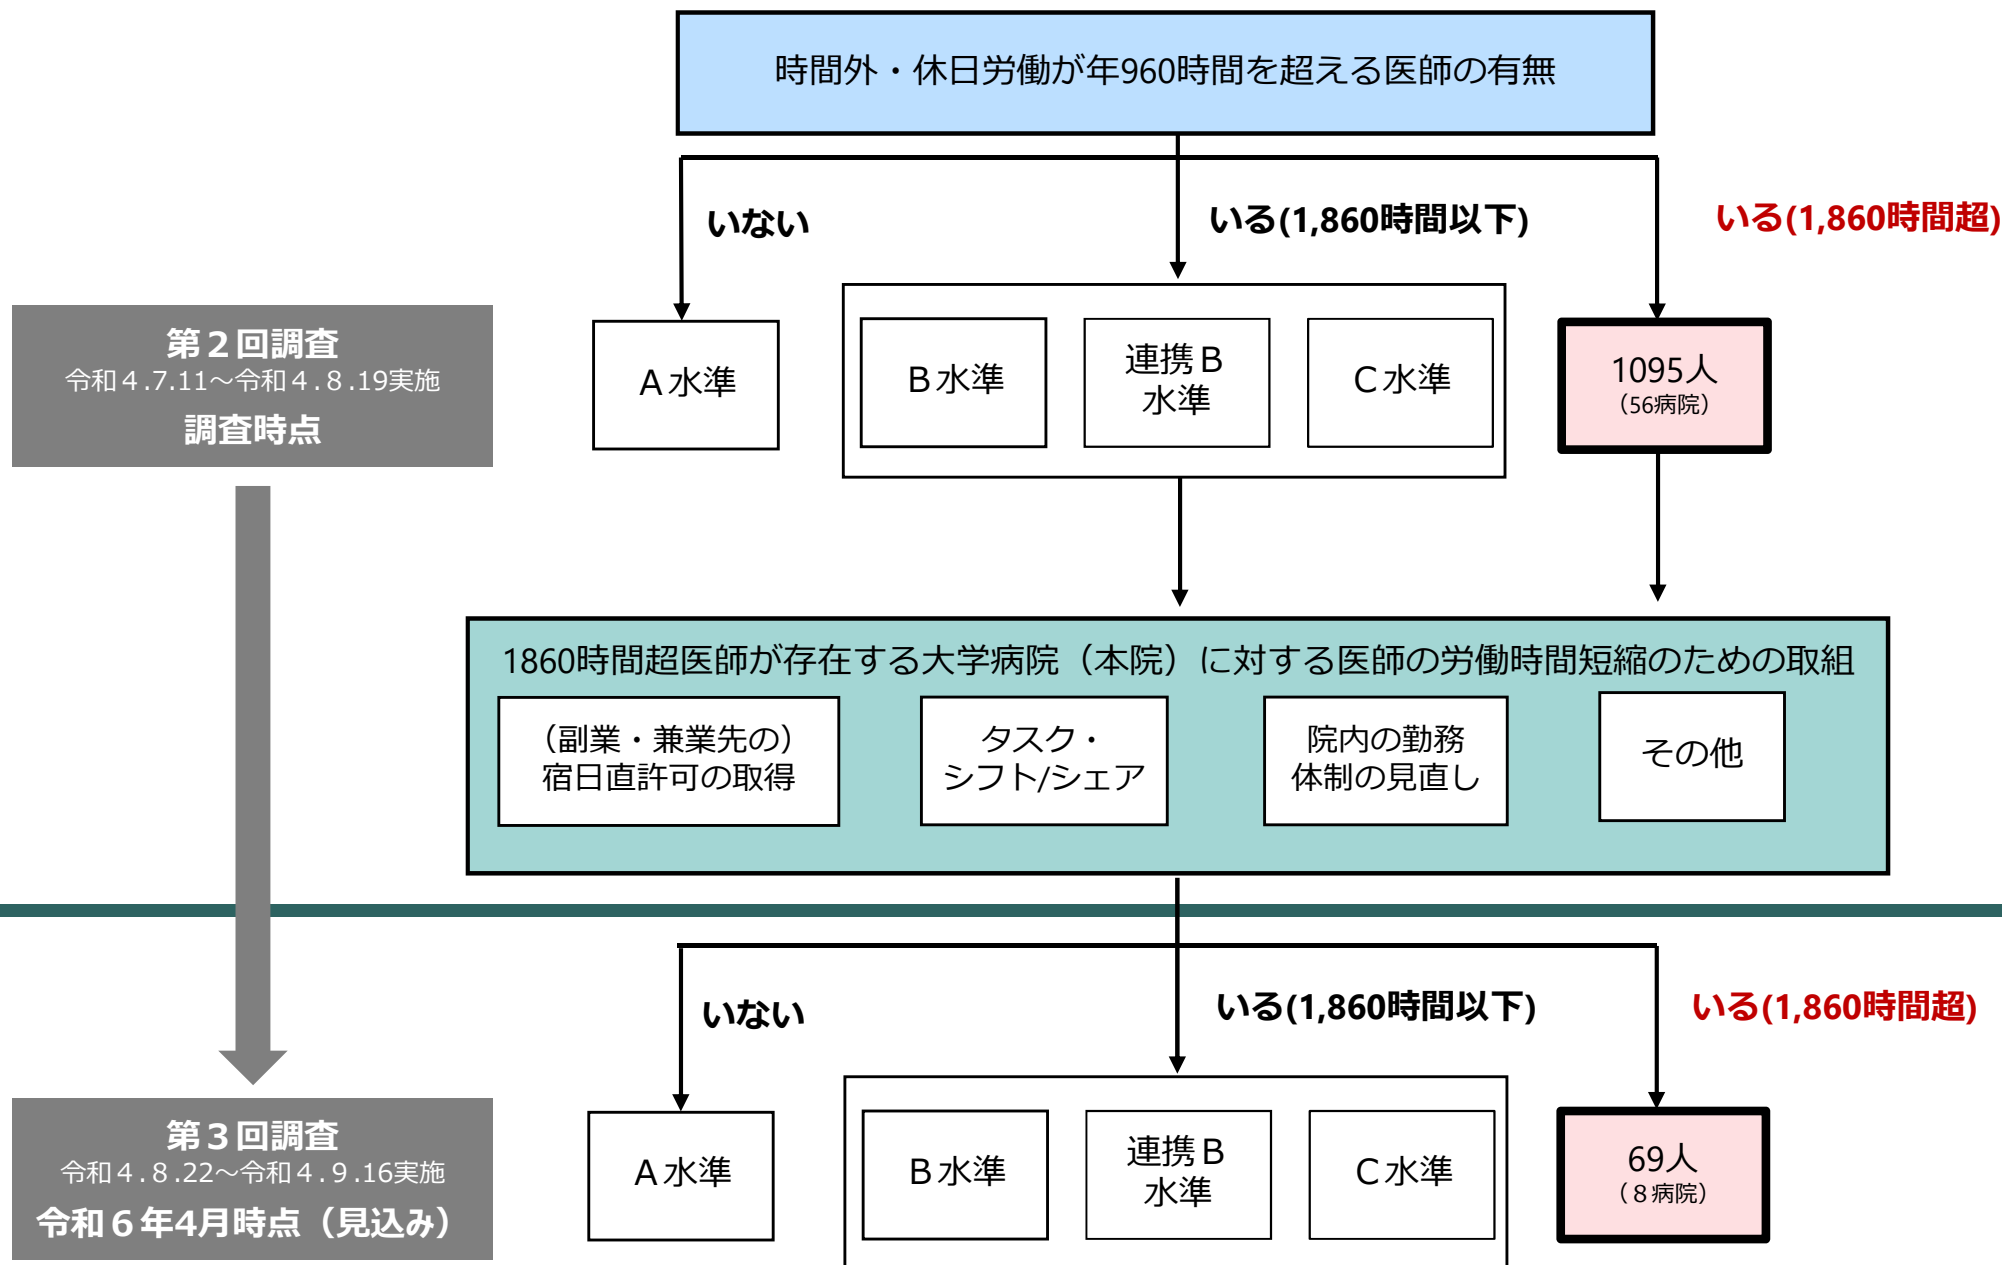 時間外・休日労働が年960時間を超える医師の有無
いない
いる(1,860時間以下)
いる(1,860時間超)
第２回調査
令和４.７.11～令和４.８.19実施
調査時点
Ａ水準
Ｂ水準
連携Ｂ
水準
Ｃ水準
1095人
（56病院）
1860時間超医師が存在する大学病院（本院）に対する医師の労働時間短縮のための取組
（副業・兼業先の）
宿日直許可の取得
タスク・
シフト/シェア
院内の勤務
体制の見直し
その他
いない
いる(1,860時間以下)
いる(1,860時間超)
第３回調査
令和４.８.22～令和４.９.16実施
令和６年4月時点（見込み）
Ａ水準
Ｂ水準
連携Ｂ
水準
Ｃ水準
69人
（８病院）